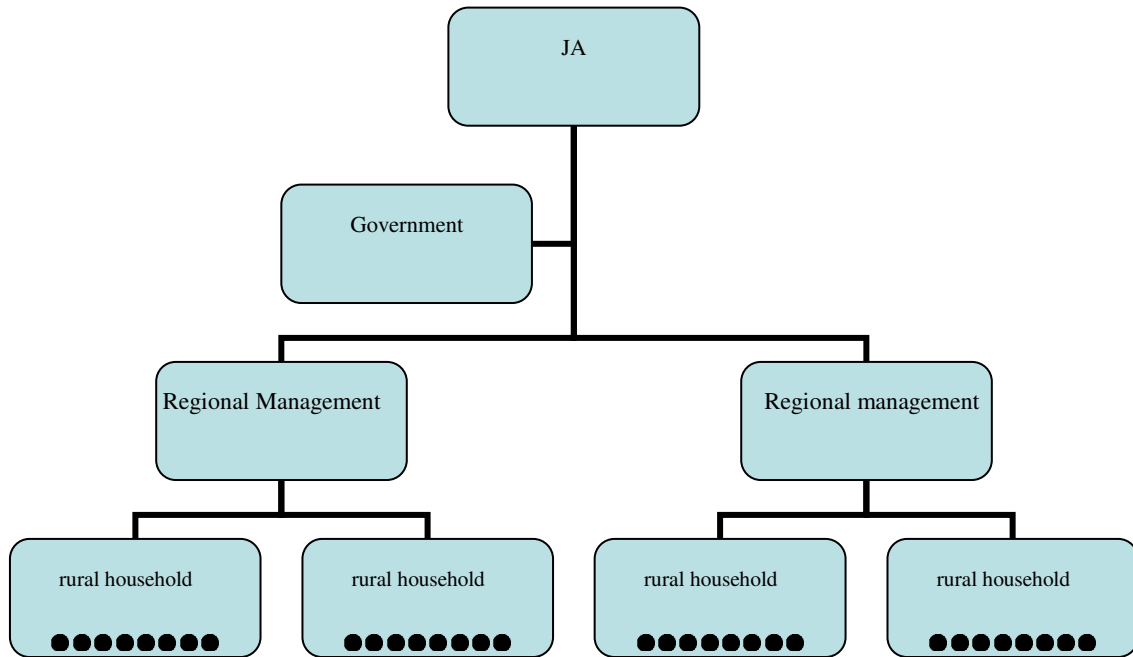 JA
Government
Regional Management
Regional management
rural household
rural household
rural household
rural household